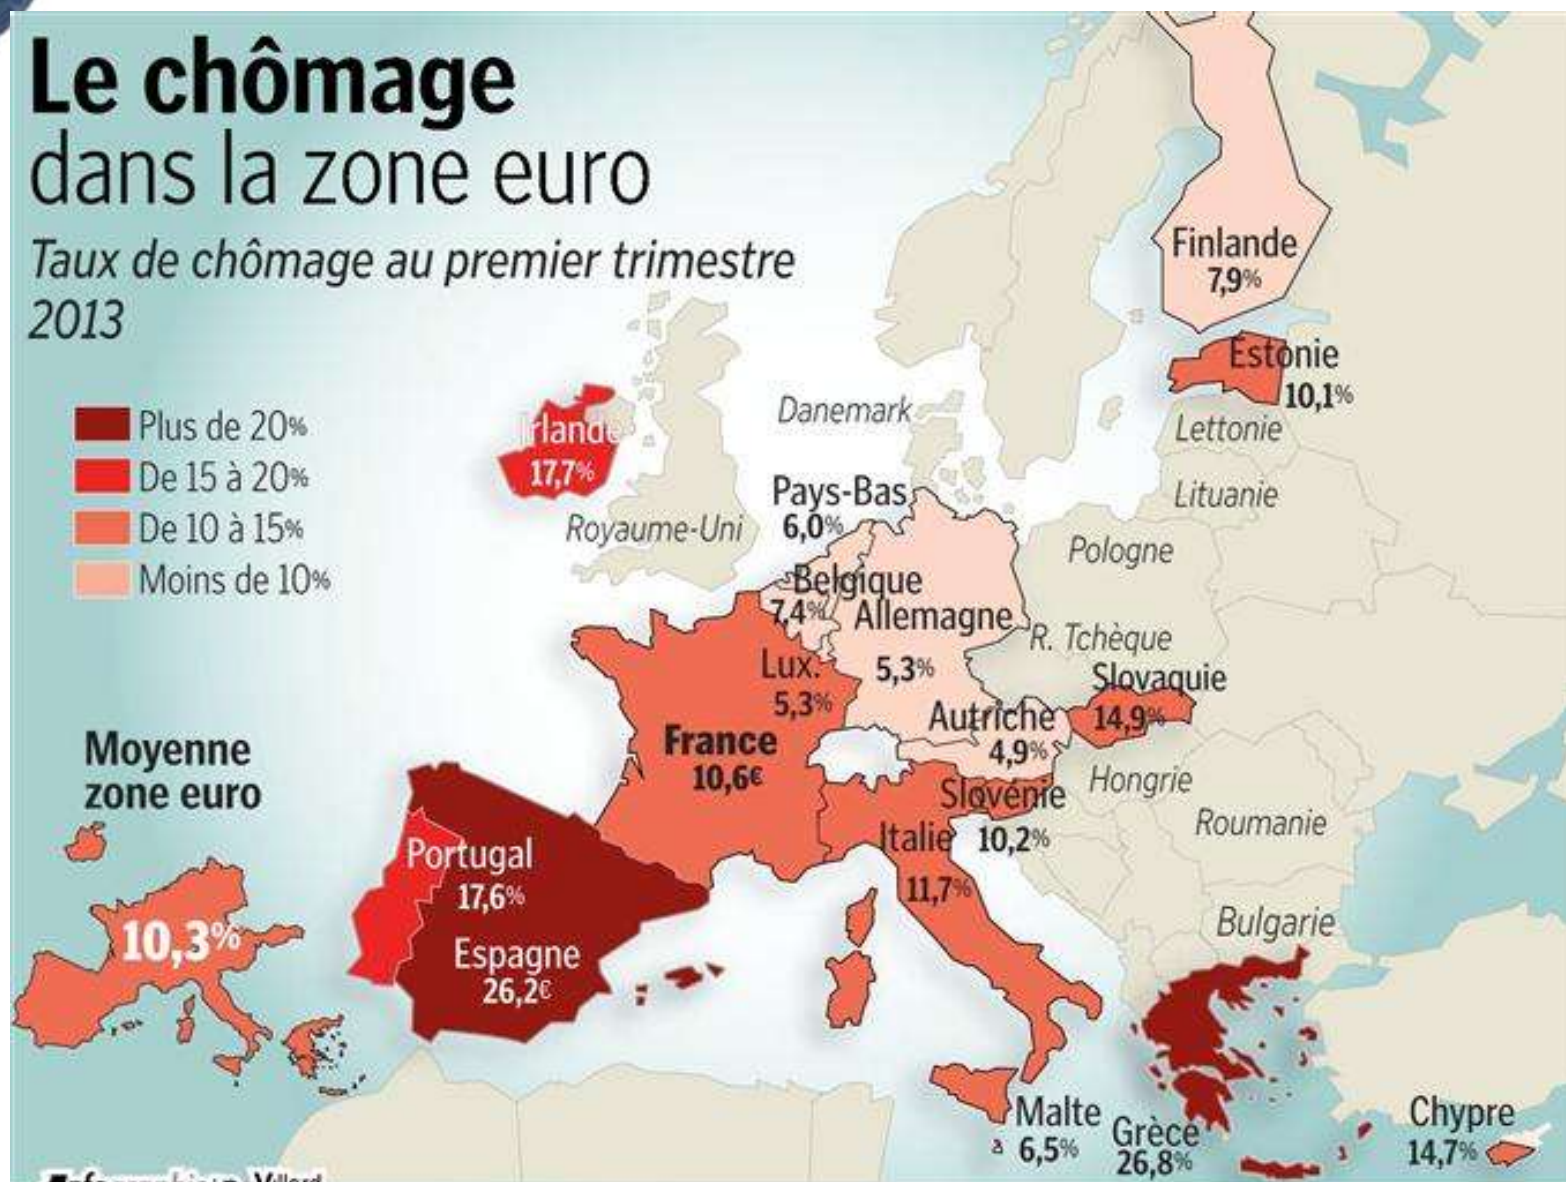 Le chômage
dans la zone euro
Taux de chômage au premier trimestre
2013
Plus de 20%
De 15 à 20%
De 10 à 15%
Moins de 10%
Finlande
7,9%
Estonie
10,1%
Lettonie
Lituanie
Danemark
Irlande
17,7%
Royaume-Uni
Pays-Bas
6,0%
Pologne
Belgique
7,4%
Allemagne
5,3%
R. Tchèque
Lux.
5,3%
Slovaquie
14,9%
Autriche
4,9%
France
10,6€
Hongrie
Slovénie
10,2%
Roumanie
Italie
11,7%
Moyenne
zone euro
10,3%
Portugal
17,6%
Espagne
26,2€
Bulgarie
Malte
6,5%
Grèce
26,8%
Chypre
14,7%